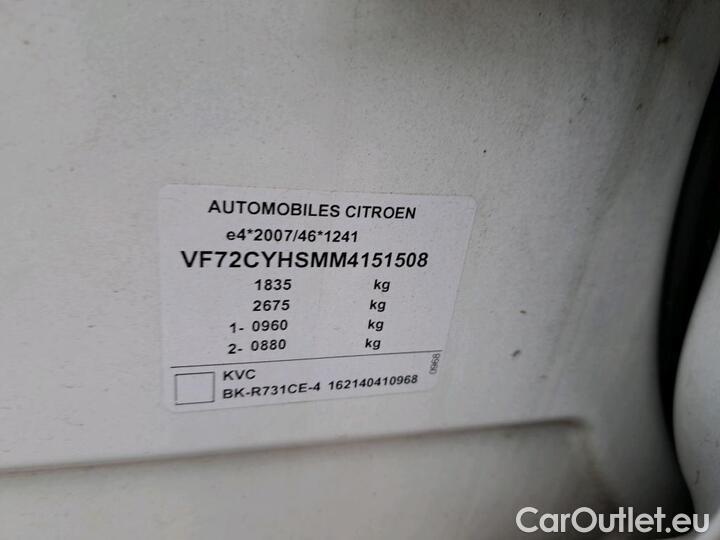 AUTOMOBILES CITROEN
e4*2007/46*1241
VF72CYHSMM4151508
1835 kg
2675 kg
1- 0960 kg
2- 0880 kg
0968
KVC
BK-R731CE-4 162140410968
CarOutlet.eu